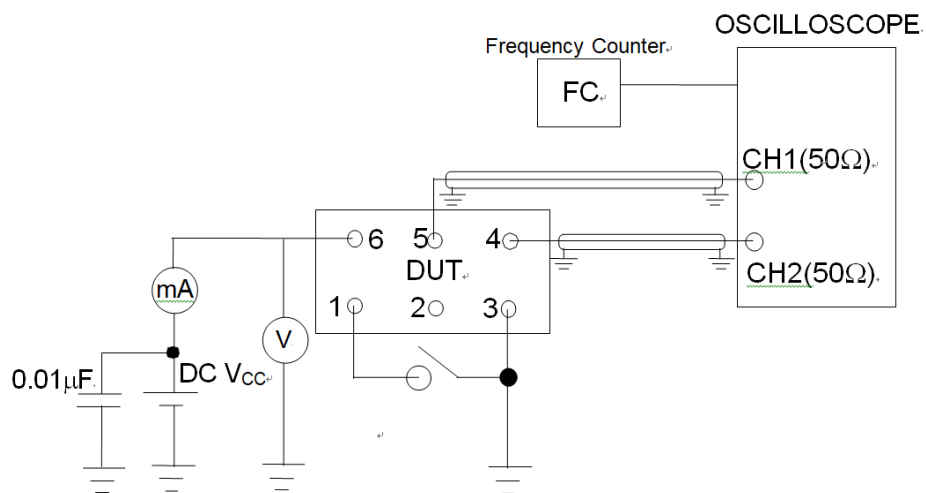 OSCILLOSCOPE
Frequency Counter
FC
CH1(50Ω)
6 5 4
DUT
CH2(50Ω)
mA
1 2 3
V
0.01μF
DC VCC